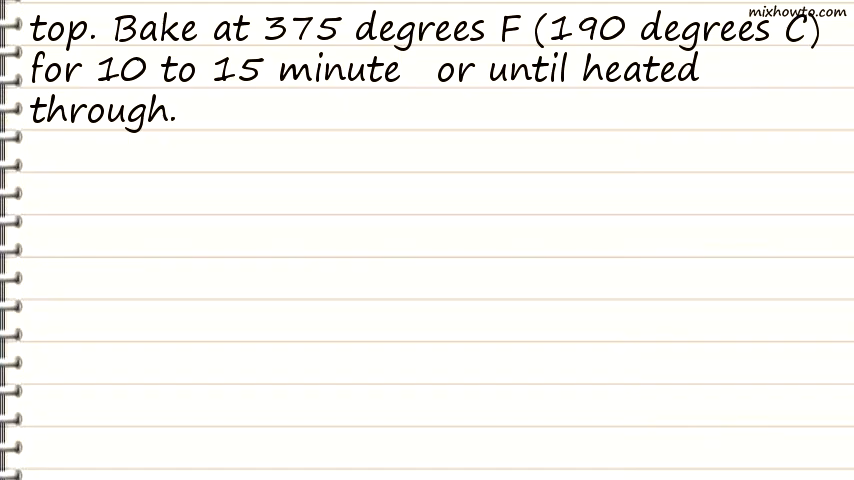 mixhowto.com
top. Bake at 375 degrees F (190 degrees C)
for 10 to 15 minute or until heated
through.